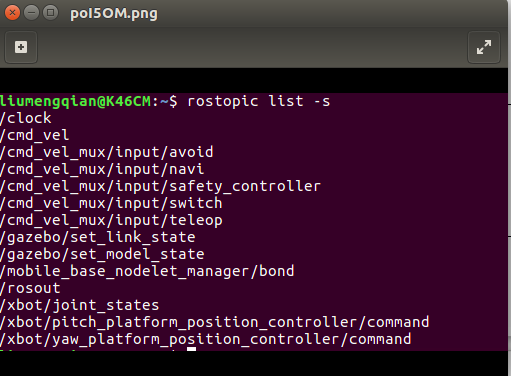 pol5OM.png
liumengqian@K46CM:~$ rostopic list -s
/clock
/cmd_vel
/cmd_vel_mux/input/avoid
/cmd_vel_mux/input/navi
/cmd_vel_mux/input/safety_controller
/cmd_vel_mux/input/switch
/cmd_vel_mux/input/teleop
/gazebo/set_link_state
/gazebo/set_model_state
/mobile_base_nodelet_manager/bond
/rosout
/xbot/joint_states
/xbot/pitch_platform_position_controller/command
/xbot/yaw_platform_position_controller/command